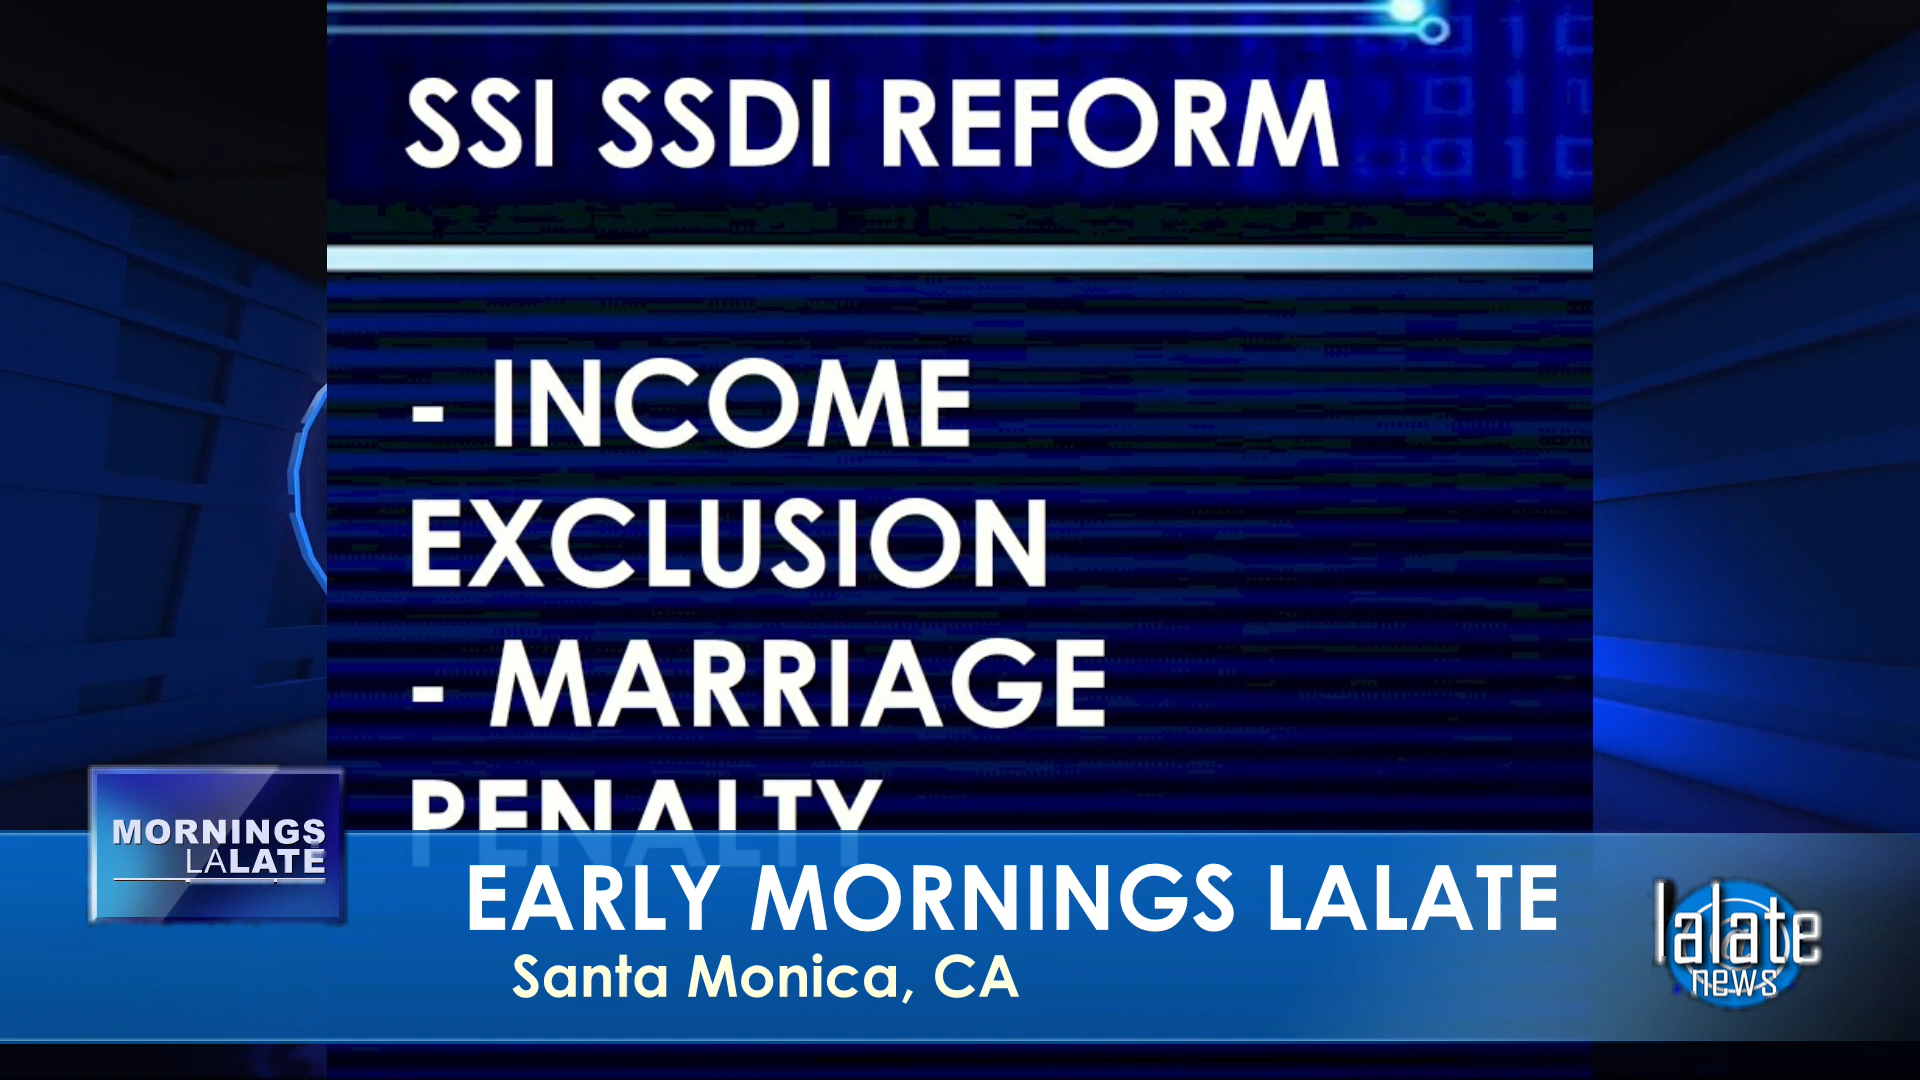 SSI SSDI REFORM
- INCOME
EXCLUSION
- MARRIAGE
PENALTY
MORNINGS
LALATE
EARLY MORNINGS LALATE
Santa Monica, CA
lalate
news